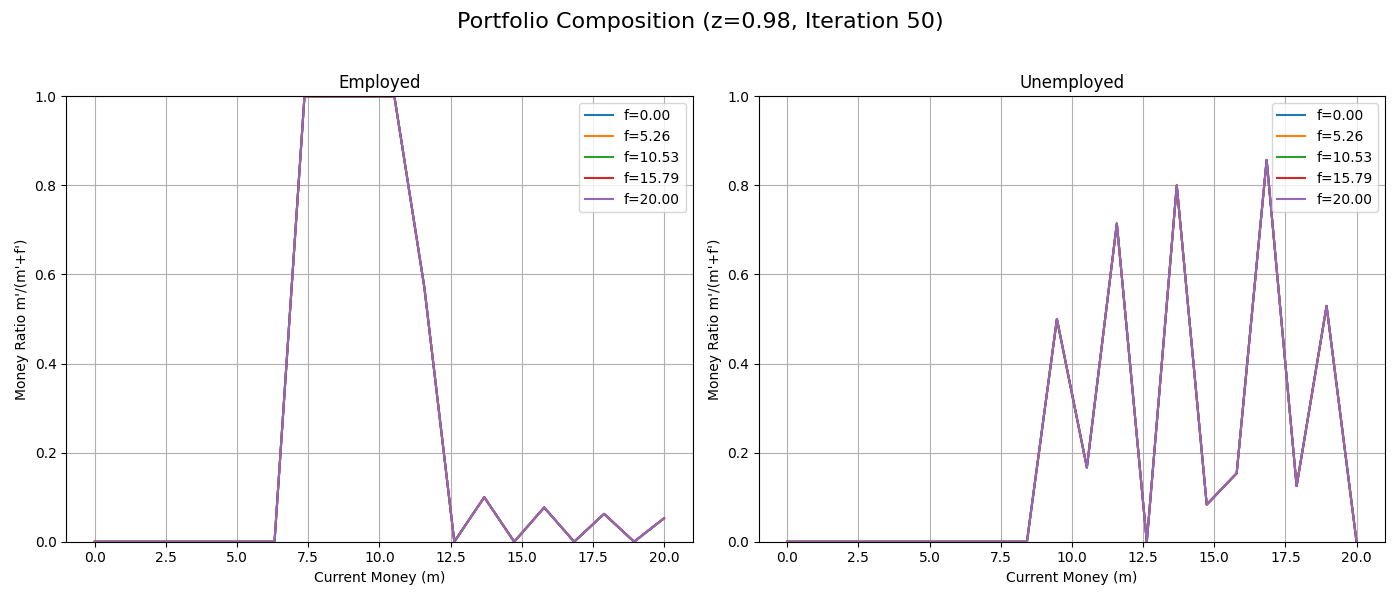 Portfolio Composition (z=0.98, Iteration 50)
Employed
Money Ratio m'/(m'+f')
1.0
0.8
0.6
0.4
0.2
0.0
f=0.00
f=5.26
f=10.53
f=15.79
f=20.00
0.0 2.5 5.0 7.5 10.0 12.5 15.0 17.5 20.0
Current Money (m)
Unemployed
Money Ratio m'/(m'+f')
1.0
0.8
0.6
0.4
0.2
0.0
f=0.00
f=5.26
f=10.53
f=15.79
f=20.00
0.0 2.5 5.0 7.5 10.0 12.5 15.0 17.5 20.0
Current Money (m)